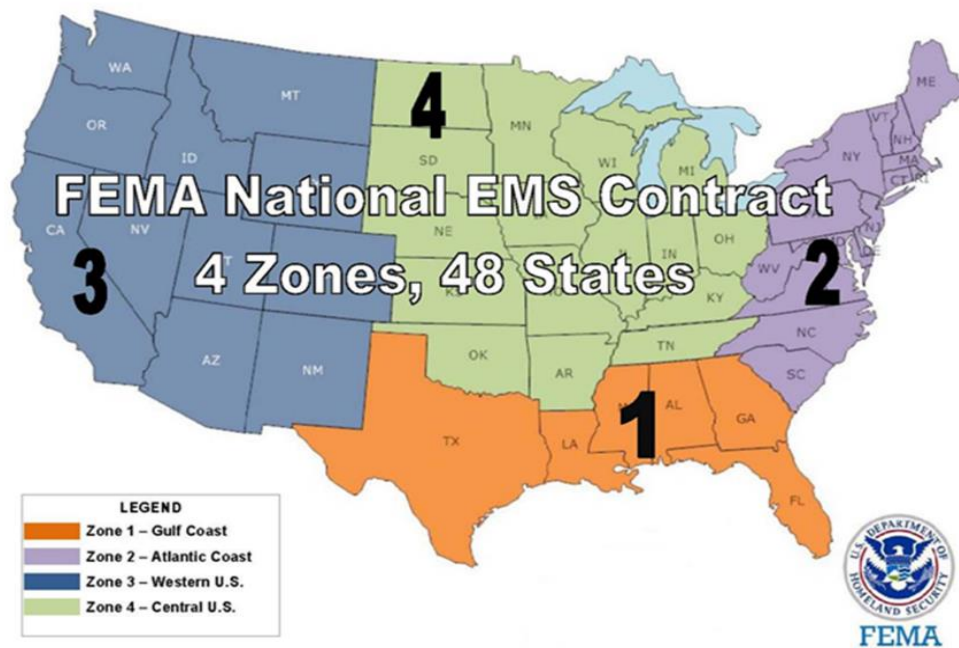 WA
MT
ME
OR
MN
VT
NH
ID
SD
WI
MI
NY
MA
CT RI
4
FEMA National EMS Contract
CA
NV
NE
IN
OH
NJ
WV
4 Zones, 48 States
3
2
KY
NC
TN
OK
AR
SC
AZ
NM
1
AL
GA
TX
LA
FL
LEGEND
Zone 1 – Gulf Coast
Zone 2 – Atlantic Coast
Zone 3 – Western U.S.
Zone 4 – Central U.S.
U.S. DEPARTMENT OF
HOMELAND SECURITY
FEMA